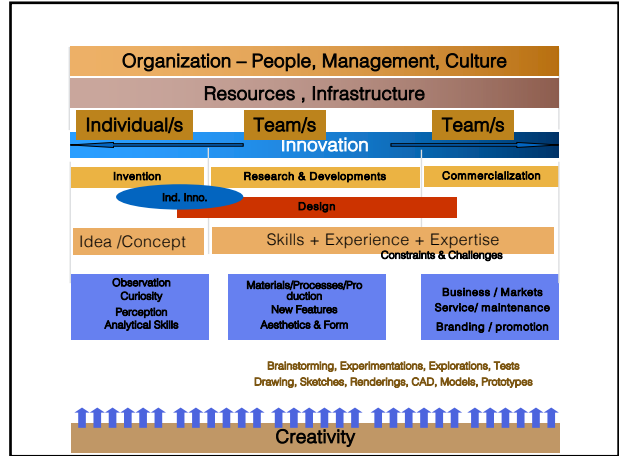 Organization – People, Management, Culture
Resources , Infrastructure
Individual/s
Team/s
Team/s
Innovation
Invention
Research & Developments
Commercialization
Ind. Inno.
Design
Idea /Concept
Skills + Experience + Expertise
Constraints & Challenges
Observation
Curiosity
Perception
Analytical Skills
Materials/Processes/Pro
duction
New Features
Aesthetics & Form
Business / Markets
Service/ maintenance
Branding / promotion
Brainstorming, Experimentations, Explorations, Tests
Drawing, Sketches, Renderings, CAD, Models, Prototypes
Creativity